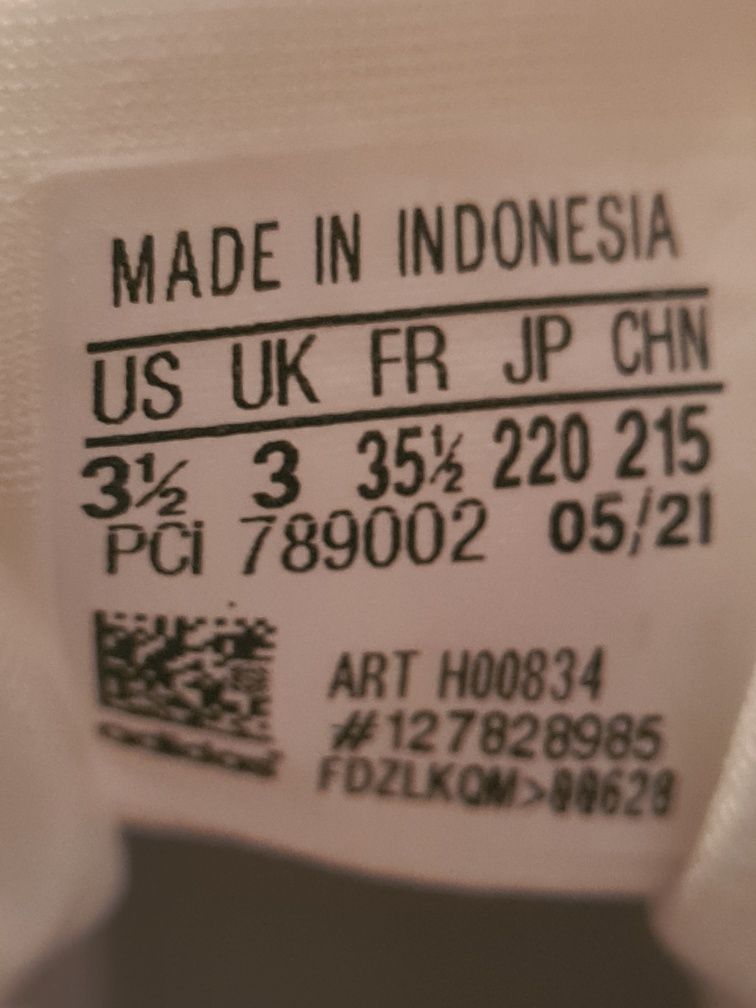 MADE IN INDONESIA
US UK FR JP CHN
3½ 3 35½ 220 215
PCi 789002 05/21
ART H00834
#127828985